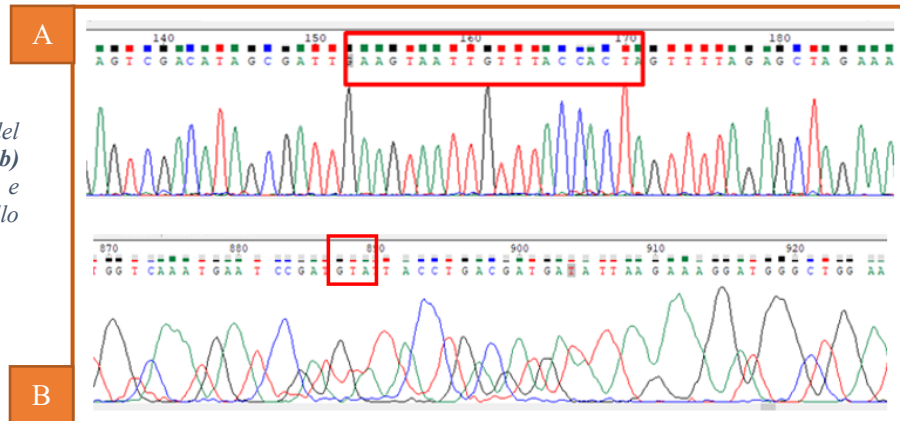 A
140 150 160 170 180
A G T C G A C A T A G C G A T T G A A G T A A T T G T T T A C C A C T A G T T T T A G A G C T A G A A A
del
b)
e
llo
870 880 890 900 910 920
T G G T C A A A T G A A T C C G A T G T A T T A C C T G A C G A T G A T A T T A A G A A A G G A T G G G C T G G A A
B